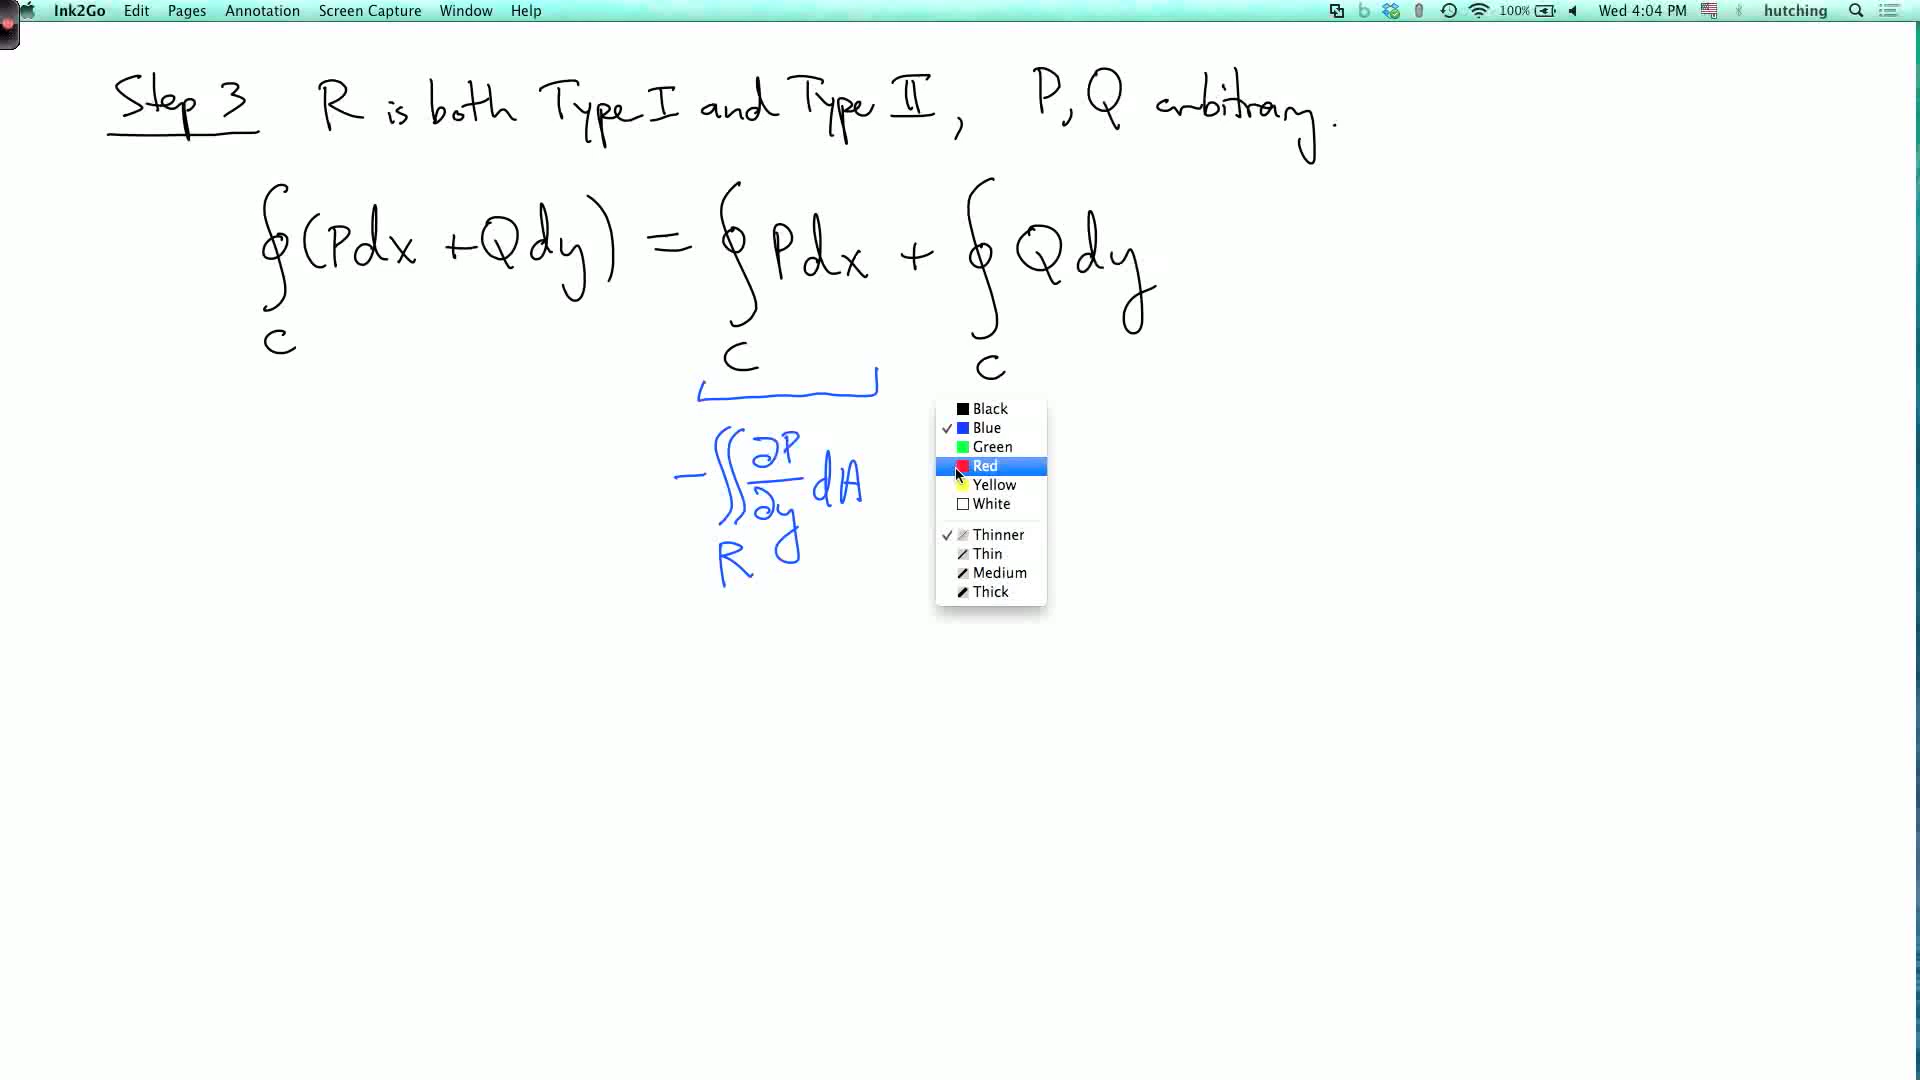 Ink2Go Edit Pages Annotation Screen Capture Window Help 100% Wed 4:04 PM hutching
Step 3 R is both Type I and Type II, P, Q arbitrary.
∮(Pdx + Qdy) = ∮Pdx + ∮Qdy
C C C
-∬ ∂P/∂y dA
R
Black
Blue
Green
Red
Yellow
White
Thinner
Thin
Medium
Thick